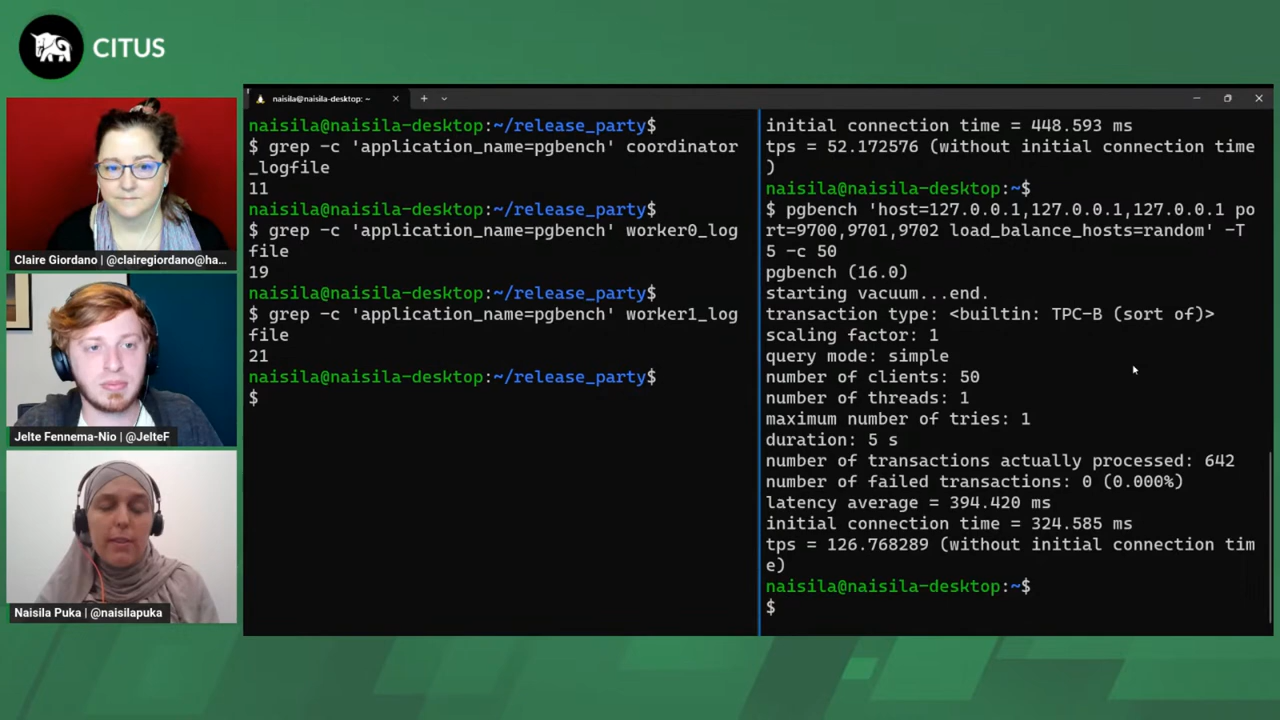 CITUS
Claire Giordano | @clairegiordano@ha...
Jelte Fennema-Nio | @JelteF
Naisila Puka | @naisilapuka
naisila@naisila-desktop: ~
naisila@naisila-desktop:~/release_party$
$ grep -c 'application_name=pgbench' coordinator
_logfile
11
naisila@naisila-desktop:~/release_party$
$ grep -c 'application_name=pgbench' worker0_log
file
19
naisila@naisila-desktop:~/release_party$
$ grep -c 'application_name=pgbench' worker1_log
file
21
naisila@naisila-desktop:~/release_party$
$
initial connection time = 448.593 ms
tps = 52.172576 (without initial connection time
)
naisila@naisila-desktop:~$
$ pgbench 'host=127.0.0.1,127.0.0.1,127.0.0.1 po
rt=9700,9701,9702 load_balance_hosts=random' -T
5 -c 50
pgbench (16.0)
starting vacuum...end.
transaction type: <builtin: TPC-B (sort of)>
scaling factor: 1
query mode: simple
number of clients: 50
number of threads: 1
maximum number of tries: 1
duration: 5 s
number of transactions actually processed: 642
number of failed transactions: 0 (0.000%)
latency average = 394.420 ms
initial connection time = 324.585 ms
tps = 126.768289 (without initial connection tim
e)
naisila@naisila-desktop:~$
$